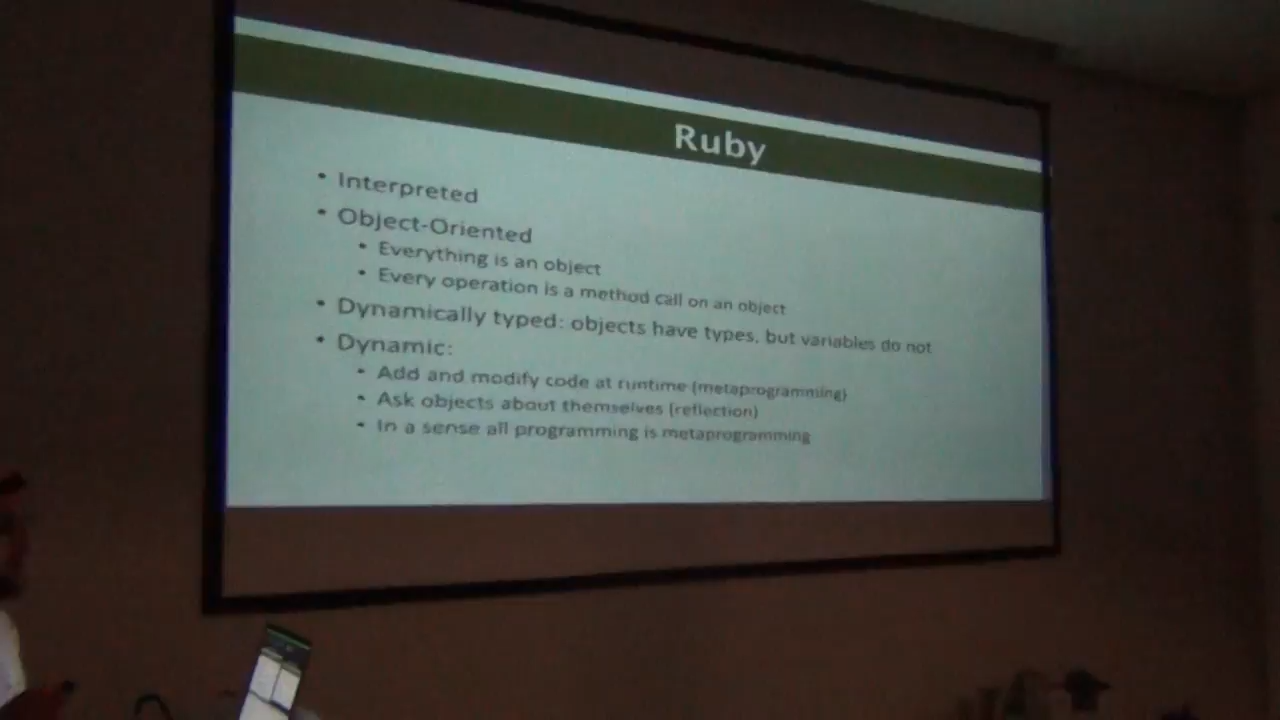 Ruby
• Interpreted
• Object-Oriented
• Everything is an object
• Every operation is a method call on an object
• Dynamically typed: objects have types, but variables do not
• Dynamic:
• Add and modify code at runtime (metaprogramming)
• Ask objects about themselves (reflection)
• In a sense all programming is metaprogramming